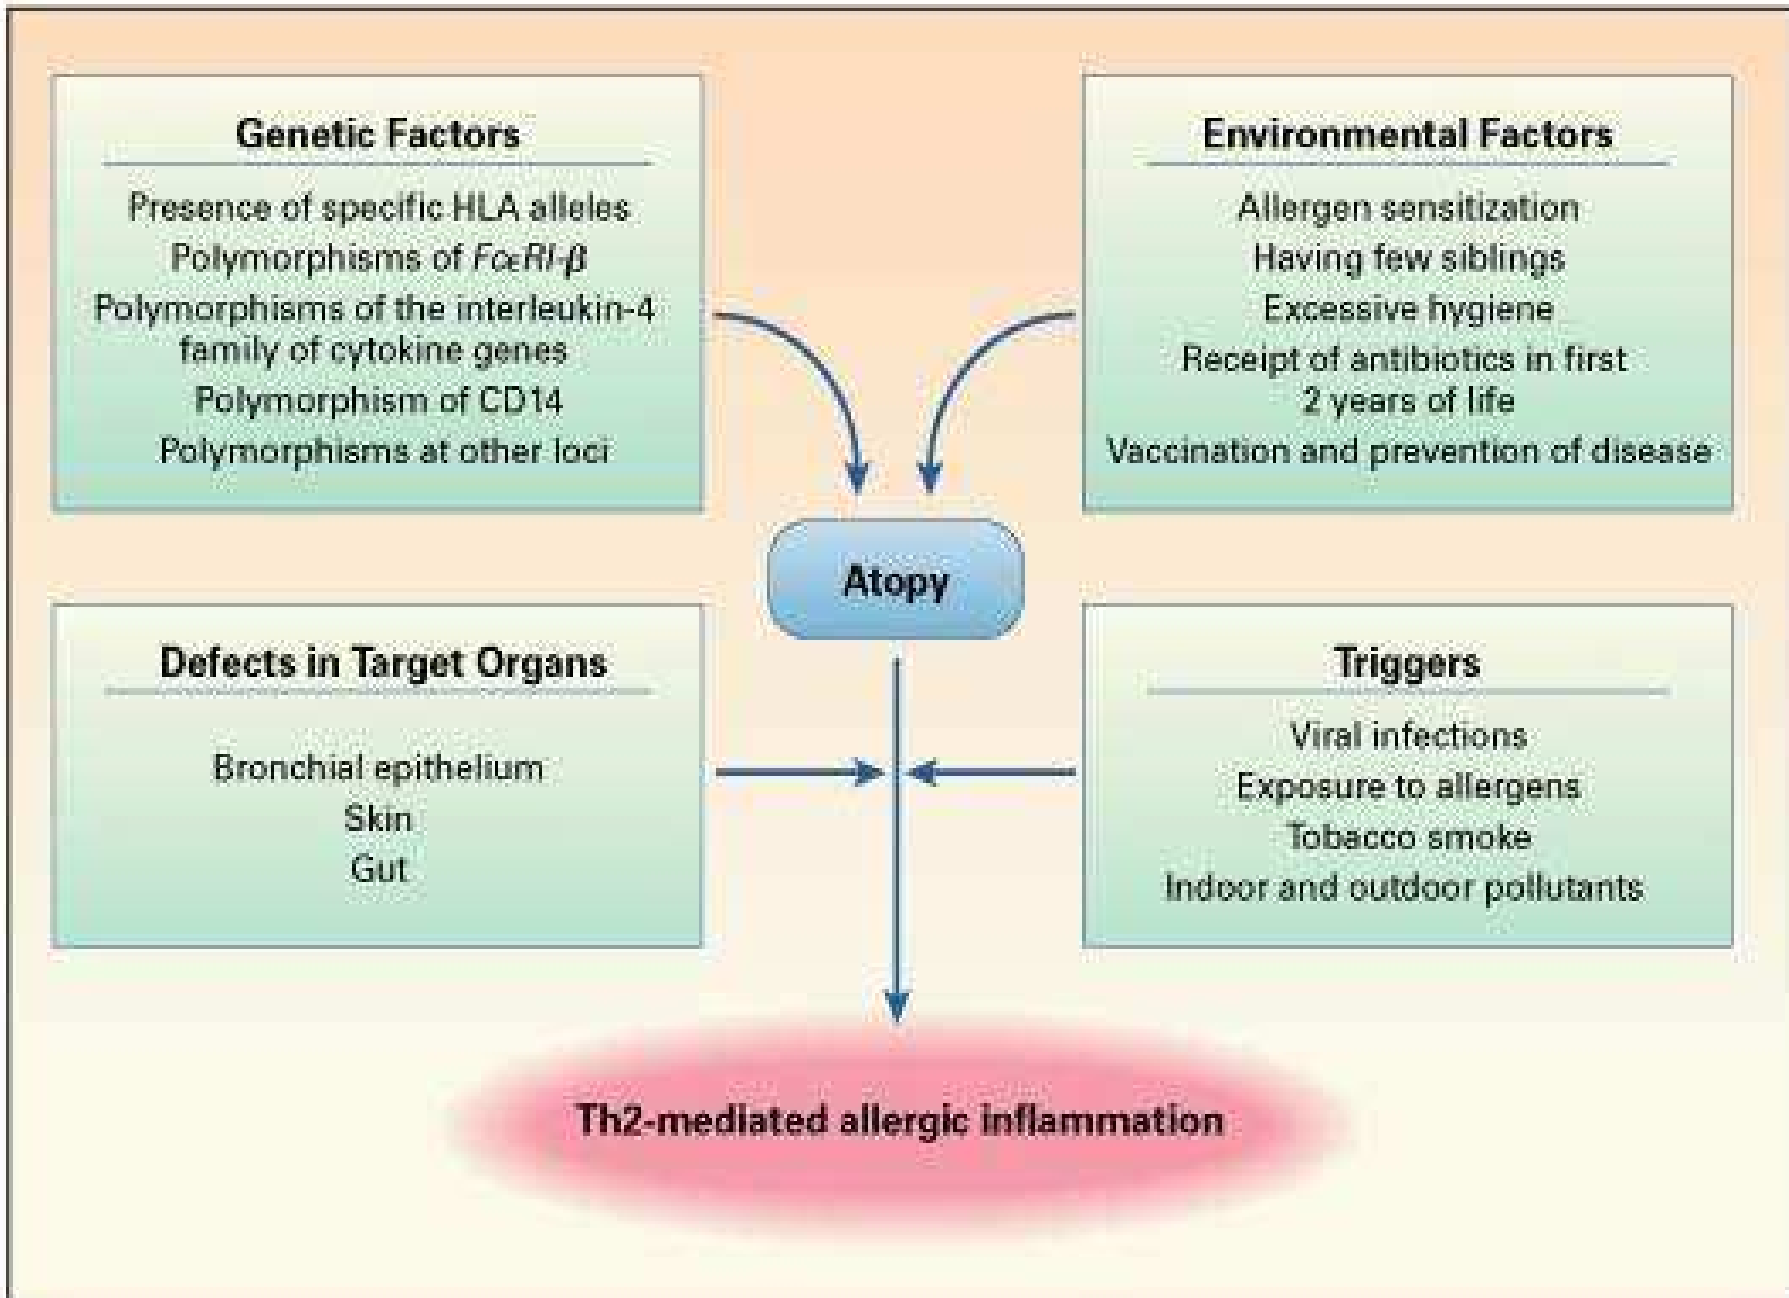 Genetic Factors
Presence of specific HLA alleles
Polymorphisms of FcεRI-β
Polymorphisms of the interleukin-4
family of cytokine genes
Polymorphism of CD14
Polymorphisms at other loci
Environmental Factors
Allergen sensitization
Having few siblings
Excessive hygiene
Receipt of antibiotics in first
2 years of life
Vaccination and prevention of disease
Atopy
Defects in Target Organs
Bronchial epithelium
Skin
Gut
Triggers
Viral infections
Exposure to allergens
Tobacco smoke
Indoor and outdoor pollutants
Th2-mediated allergic inflammation